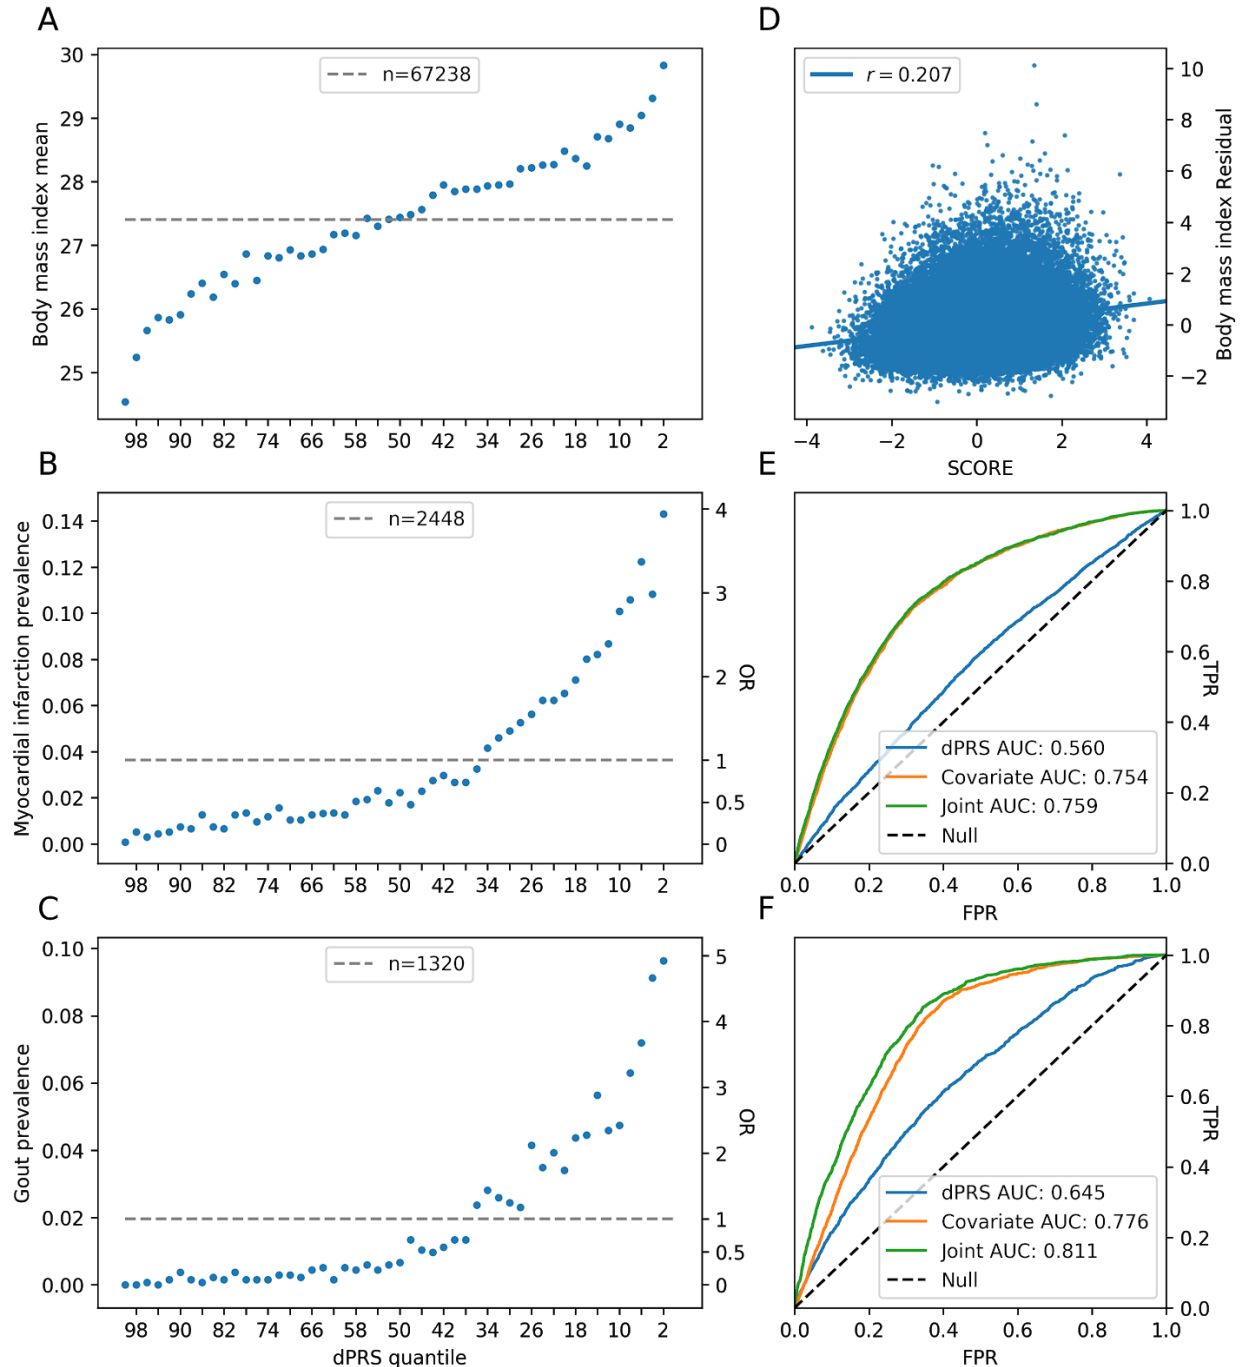 A
Body mass index mean
30
29
28
27
26
25
n=67238
98 90 82 74 66 58 50 42 34 26 18 10 2
D
r = 0.207
10
8
6
4
2
0
−2
Body mass index Residual
−4 −2 0 2 4
SCORE
B
Myocardial infarction prevalence
0.14
0.12
0.10
0.08
0.06
0.04
0.02
0.00
n=2448
4
3
2
1
0.5
0
OR
98 90 82 74 66 58 50 42 34 26 18 10 2
E
dPRS AUC: 0.560
Covariate AUC: 0.754
Joint AUC: 0.759
Null
1.0
0.8
0.6
0.4
0.2
0.0
TPR
0.0 0.2 0.4 0.6 0.8 1.0
FPR
C
Gout prevalence
0.10
0.08
0.06
0.04
0.02
0.00
n=1320
5
4
3
2
1
0.5
0
OR
98 90 82 74 66 58 50 42 34 26 18 10 2
dPRS quantile
F
dPRS AUC: 0.645
Covariate AUC: 0.776
Joint AUC: 0.811
Null
1.0
0.8
0.6
0.4
0.2
0.0
TPR
0.0 0.2 0.4 0.6 0.8 1.0
FPR